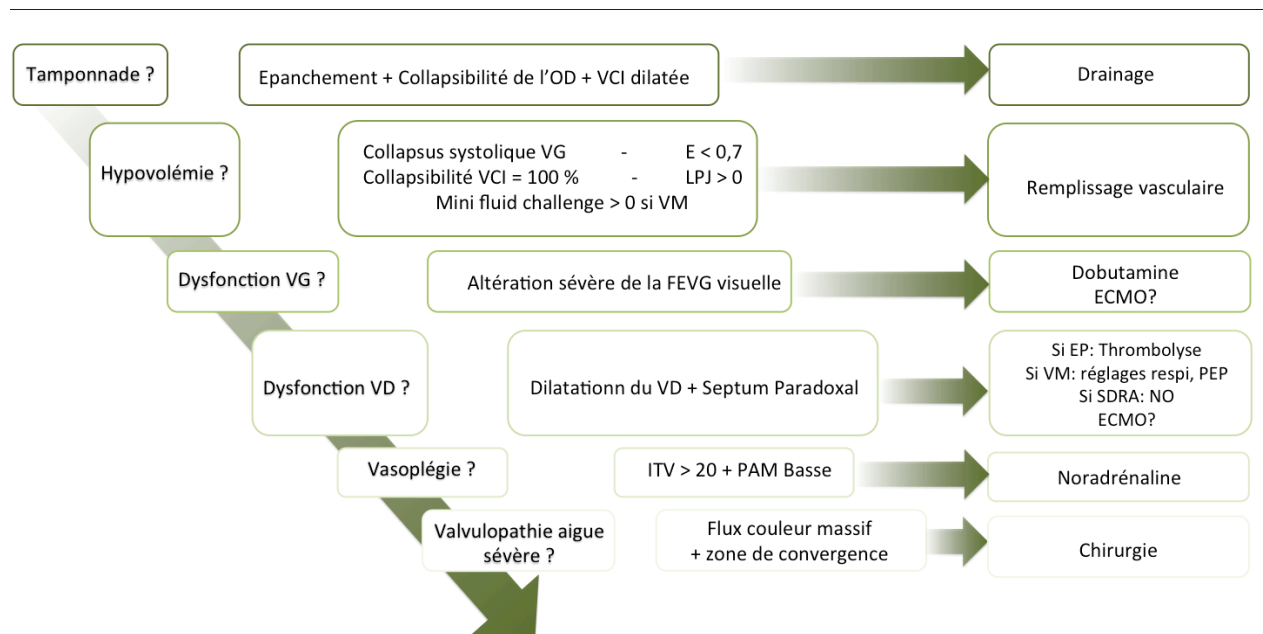 Tamponnade ?
Epanchement + Collapsibilité de l'OD + VCI dilatée
Drainage
Hypovolémie ?
Collapsus systolique VG - E < 0,7
Collapsibilité VCI = 100 % - LPJ > 0
Mini fluid challenge > 0 si VM
Remplissage vasculaire
Dysfonction VG ?
Altération sévère de la FEVG visuelle
Dobutamine
ECMO?
Dysfonction VD ?
Dilatationn du VD + Septum Paradoxal
Si EP: Thrombolyse
Si VM: réglages respi, PEP
Si SDRA: NO
ECMO?
Vasoplégie ?
ITV > 20 + PAM Basse
Noradrénaline
Valvulopathie aigue
sévère ?
Flux couleur massif
+ zone de convergence
Chirurgie